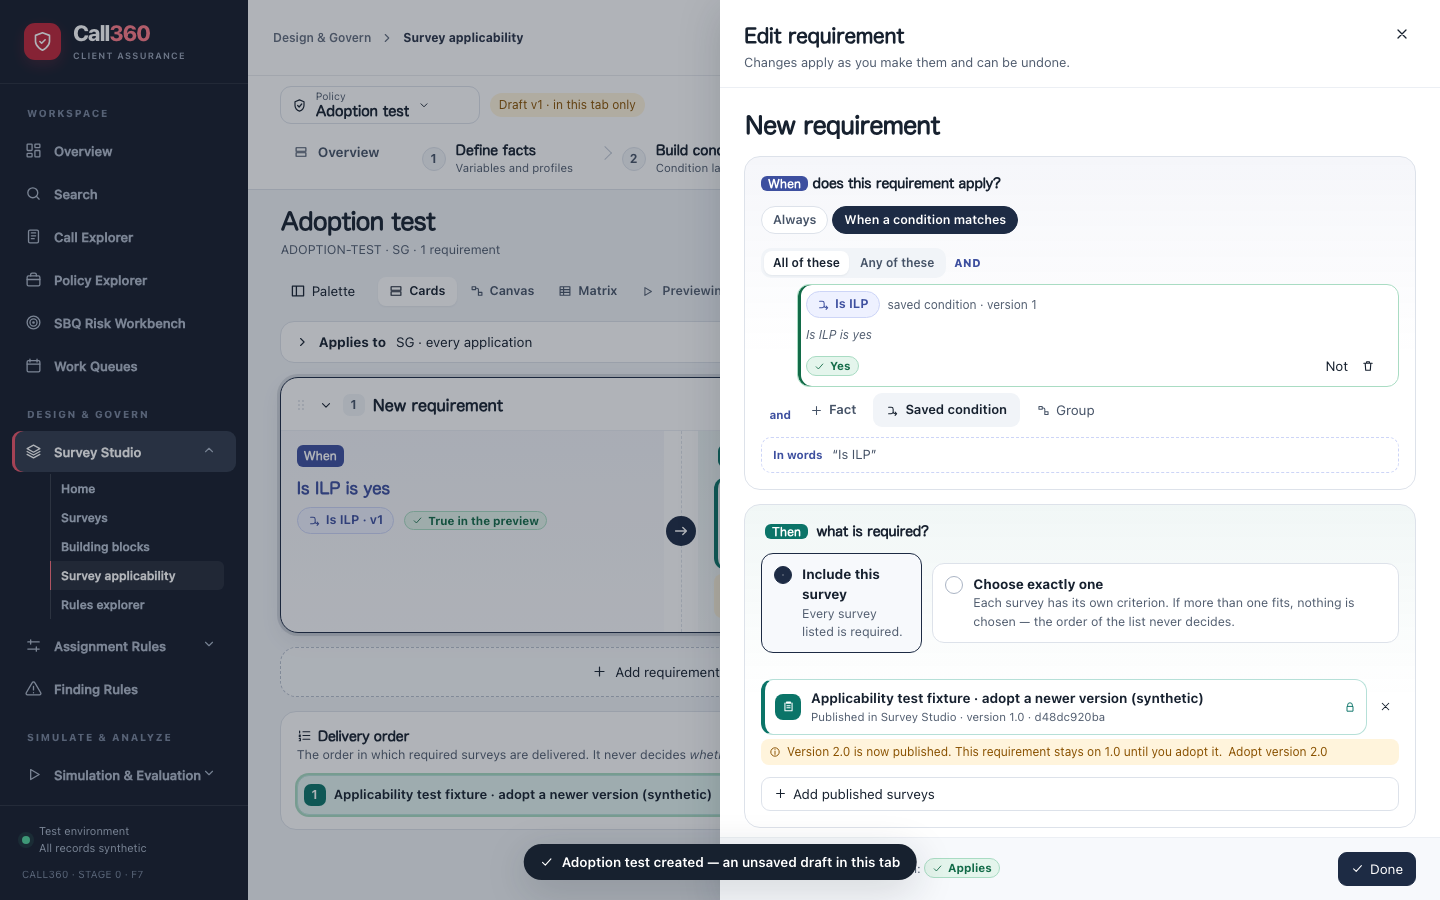 Call360
CLIENT ASSURANCE
WORKSPACE
Overview
Search
Call Explorer
Policy Explorer
SBQ Risk Workbench
Work Queues
DESIGN & GOVERN
Survey Studio
Home
Surveys
Building blocks
Survey applicability
Rules explorer
Assignment Rules
Finding Rules
SIMULATE & ANALYZE
Simulation & Evaluation
Test environment
All records synthetic
CALL360 · STAGE 0 · F7
Design & Govern > Survey applicability
Policy
Adoption test
Draft v1 · in this tab only
Overview
1 Define facts
Variables and profiles
2 Build
Condition
Adoption test
ADOPTION-TEST · SG · 1 requirement
Palette
Cards
Canvas
Matrix
Applies to SG · every application
1 New requirement
When
Is ILP is yes
Is ILP · v1
True in the preview
+ Add requirement
Delivery order
The order in which required surveys are delivered. It never decides
1 Applicability test fixture · adopt a newer version (synthetic)
Adoption test created — an unsaved draft in this tab
Edit requirement
Changes apply as you make them and can be undone.
New requirement
When does this requirement apply?
Always
When a condition matches
All of these
Any of these
AND
Is ILP saved condition · version 1
Is ILP is yes
Yes
Not
and
+ Fact
Saved condition
Group
In words “Is ILP”
Then what is required?
Include this
survey
Every survey
listed is required.
Choose exactly one
Each survey has its own criterion. If more than one fits, nothing is
chosen — the order of the list never decides.
Applicability test fixture · adopt a newer version (synthetic)
Published in Survey Studio · version 1.0 · d48dc920ba
Version 2.0 is now published. This requirement stays on 1.0 until you adopt it. Adopt version 2.0
+ Add published surveys
Applies
Done